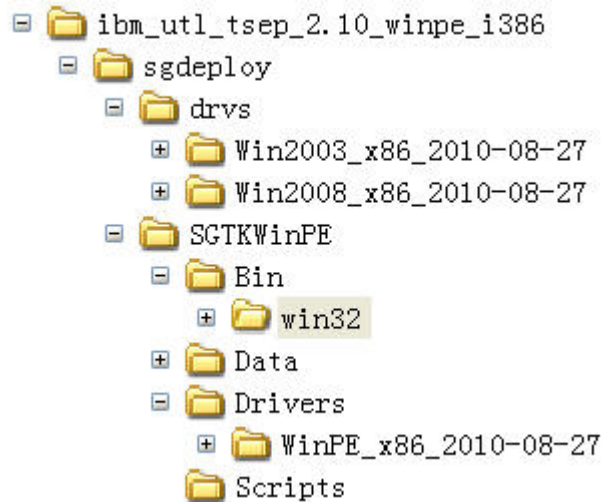 ibm_utl_tsep_2.10_winpe_i386
sgdeploy
drvs
Win2003_x86_2010-08-27
Win2008_x86_2010-08-27
SGTKWinPE
Bin
win32
Data
Drivers
WinPE_x86_2010-08-27
Scripts